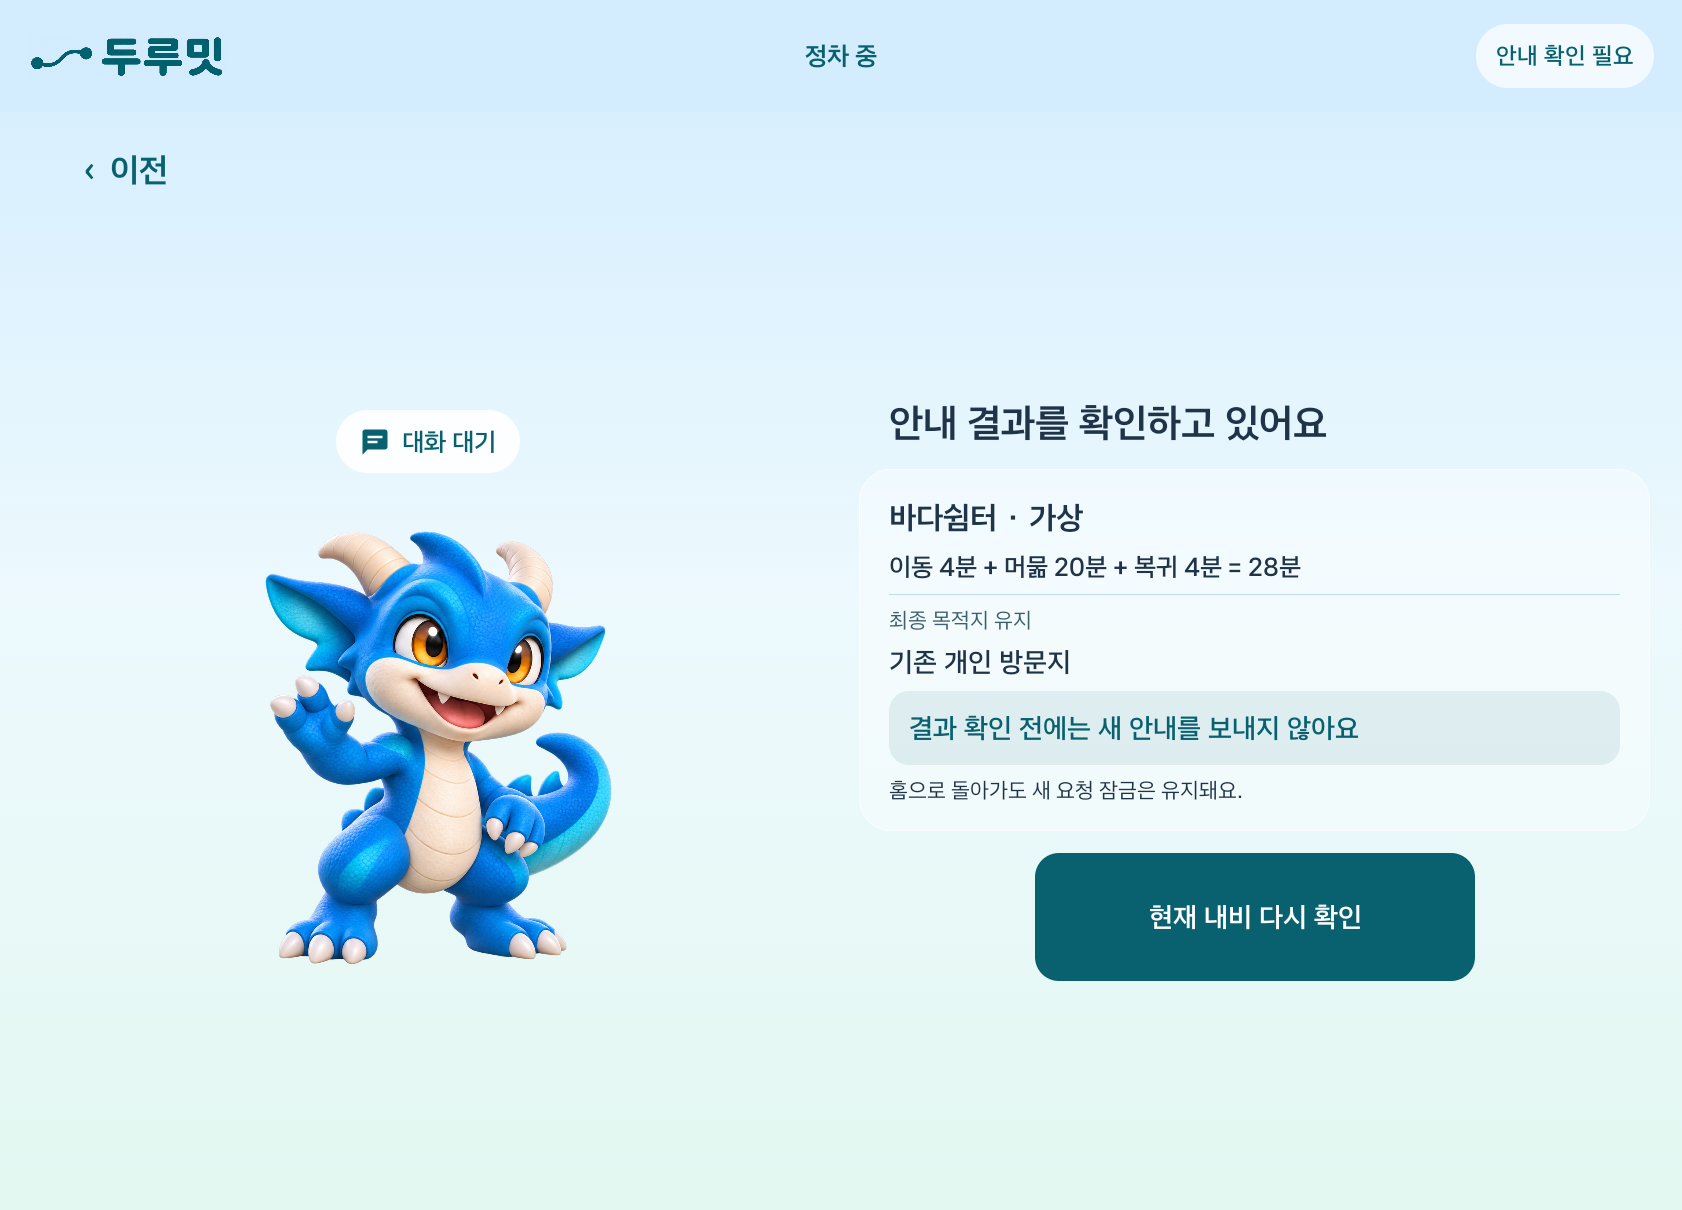 두루밋
정차 중
안내 확인 필요
‹ 이전
대화 대기
안내 결과를 확인하고 있어요
바다쉼터 · 가상
이동 4분 + 머묾 20분 + 복귀 4분 = 28분
최종 목적지 유지
기존 개인 방문지
결과 확인 전에는 새 안내를 보내지 않아요
홈으로 돌아가도 새 요청 잠금은 유지돼요.
현재 내비 다시 확인